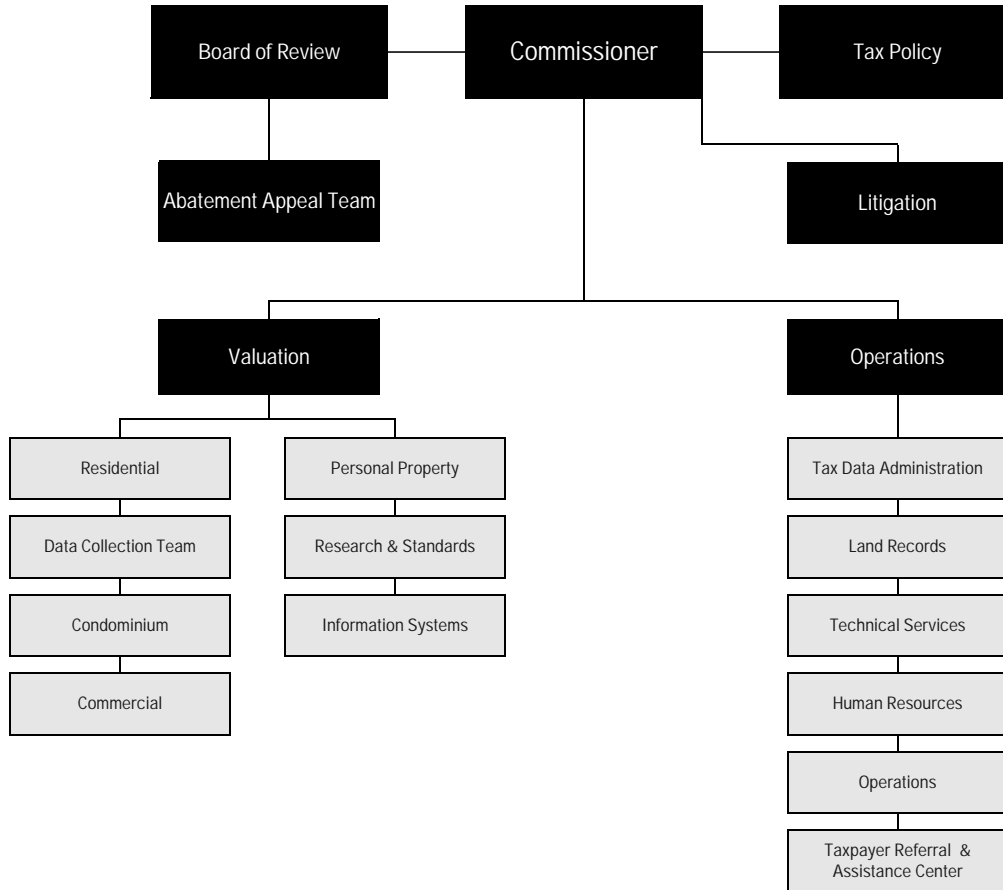 Board of Review
Commissioner
Tax Policy
Abatement Appeal Team
Litigation
Valuation
Operations
Residential
Personal Property
Tax Data Administration
Data Collection Team
Research & Standards
Land Records
Condominium
Information Systems
Technical Services
Commercial
Human Resources
Operations
Taxpayer Referral &
Assistance Center